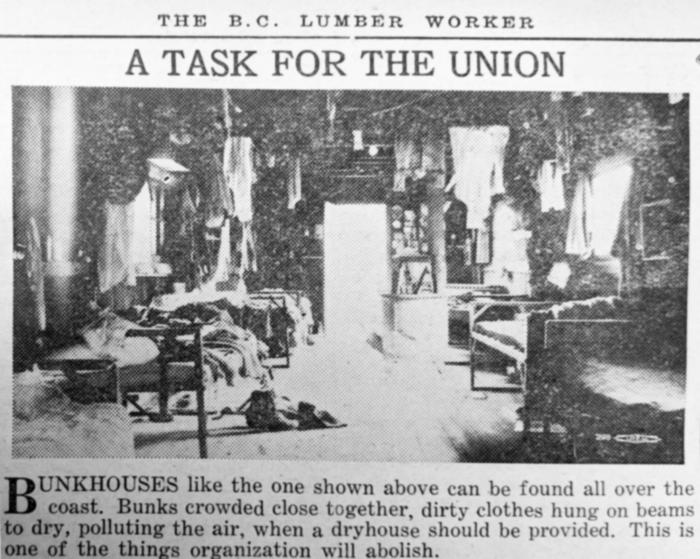 THE B.C. LUMBER WORKER
A TASK FOR THE UNION
BUNKHOUSES like the one shown above can be found all over the
coast. Bunks crowded close together, dirty clothes hung on beams
to dry, polluting the air, when a dryhouse should be provided. This is
one of the things organization will abolish.